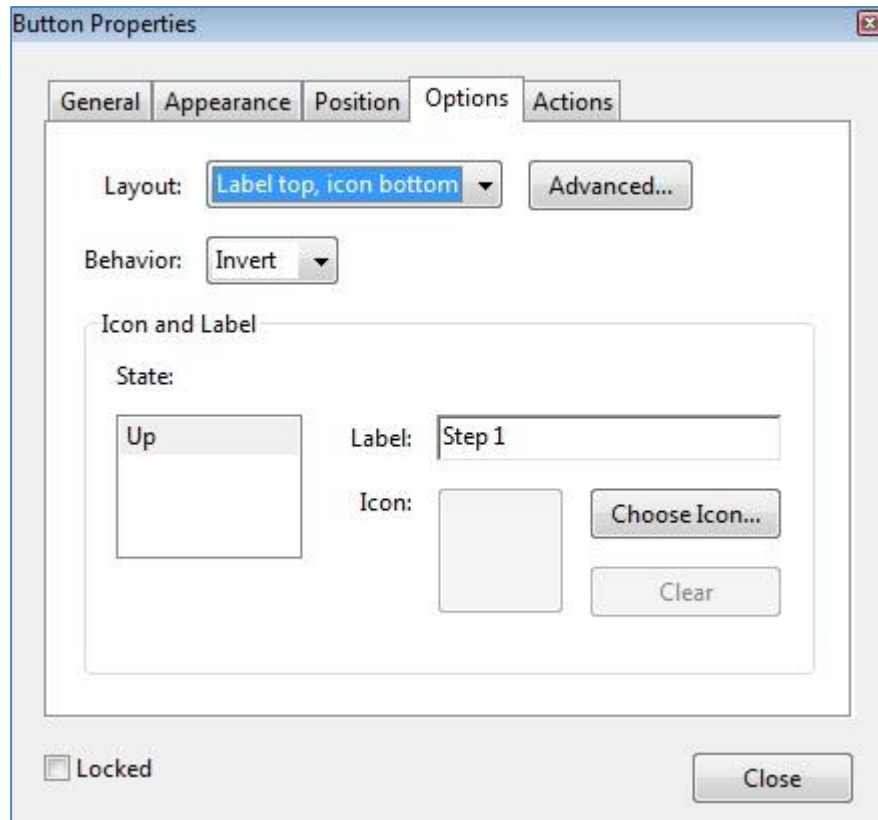 Button Properties
General Appearance Position Options Actions
Layout: Label top, icon bottom Advanced...
Behavior: Invert
Icon and Label
State:
Up
Label: Step 1
Icon: Choose Icon...
Clear
Locked
Close